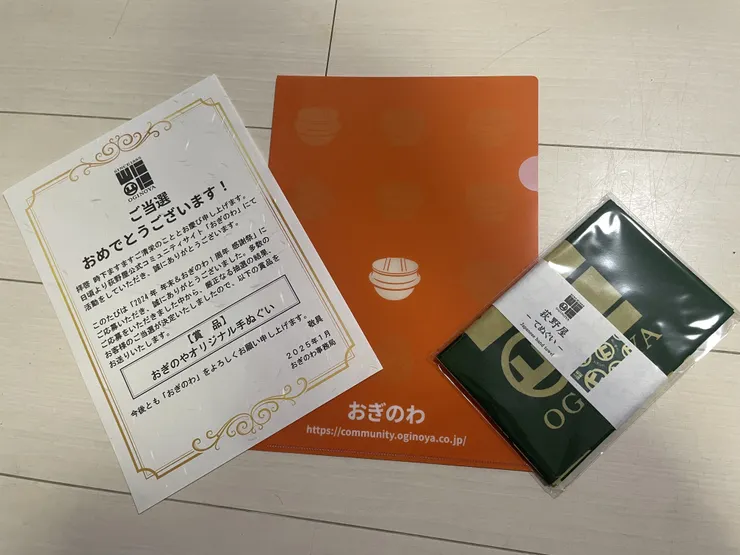 OGINOYA
ご当選
おめでとうございます！
拝啓 時下ますますご清栄のこととお慶び申し上げます。
日頃より荻野屋公式コミュニティサイト「おぎのわ」にて
活動をしていただき、誠にありがとうございます。
このたびは『2024年 年末&おぎのわ1周年 感謝祭』に
ご応募いただき、誠にありがとうございました。多数の
ご応募をいただきました中から、厳正なる抽選の結果、
お客様のご当選が決定いたしましたので、以下の賞品を
お送りいたします。
【賞 品】
おぎのやオリジナル手ぬぐい
今後とも「おぎのわ」をよろしくお願い申し上げます。
敬具
2025年1月
おぎのわ事務局
おぎのわ
https://community.oginoya.co.jp/
荻野屋
－てぬぐい－
Japanese hand towel
OGINOYA